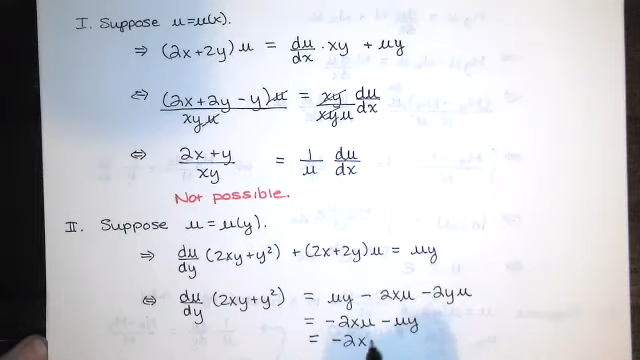 I. Suppose μ=μ(x).
⇒ (2x+2y)μ = dμ/dx · xy + μy
⇔ (2x+2y-y)μ/xyμ = xy/xyμ dμ/dx
⇔ 2x+y/xy = 1/μ dμ/dx
Not possible.
II. Suppose μ=μ(y).
⇒ dμ/dy (2xy+y²) + (2x+2y)μ = μy
⇔ dμ/dy (2xy+y²) = μy - 2xμ - 2yμ
= -2xμ - μy
= -2x